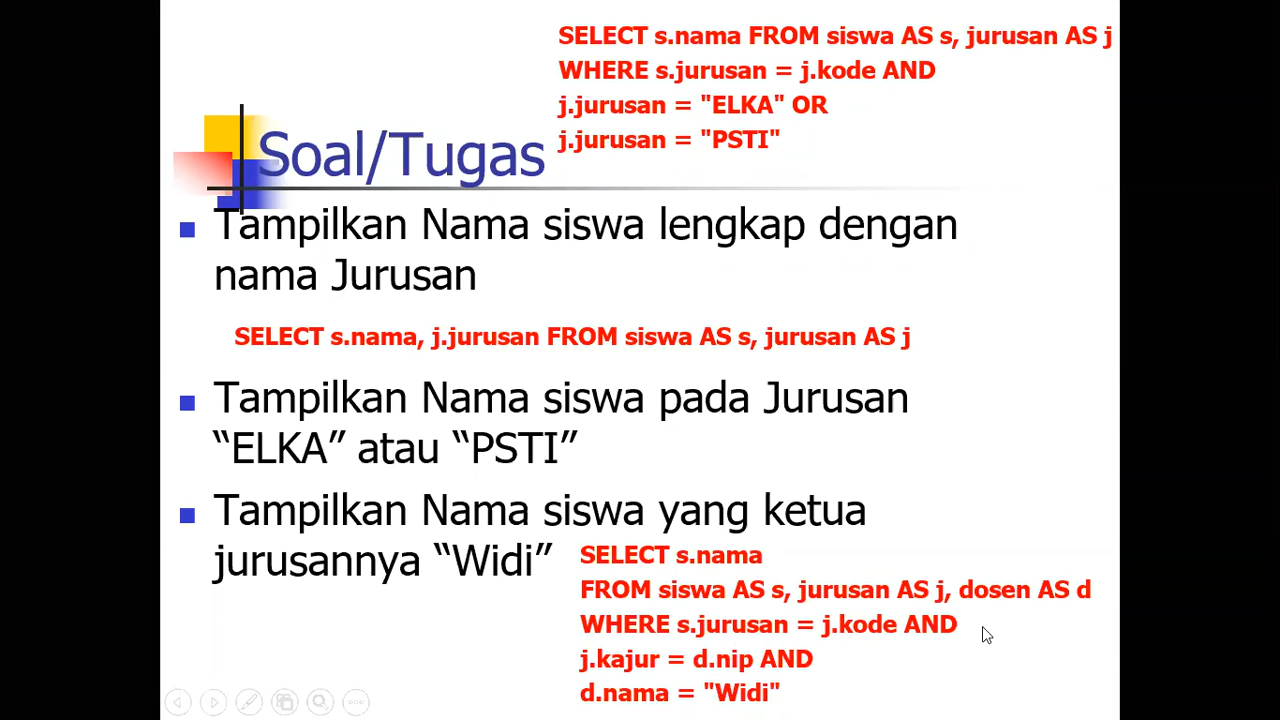 SELECT s.nama FROM siswa AS s, jurusan AS j
WHERE s.jurusan = j.kode AND
j.jurusan = "ELKA" OR
j.jurusan = "PSTI"
Soal/Tugas
Tampilkan Nama siswa lengkap dengan
nama Jurusan
SELECT s.nama, j.jurusan FROM siswa AS s, jurusan AS j
Tampilkan Nama siswa pada Jurusan
“ELKA” atau “PSTI”
Tampilkan Nama siswa yang ketua
jurusannya “Widi”
SELECT s.nama
FROM siswa AS s, jurusan AS j, dosen AS d
WHERE s.jurusan = j.kode AND
j.kajur = d.nip AND
d.nama = "Widi"